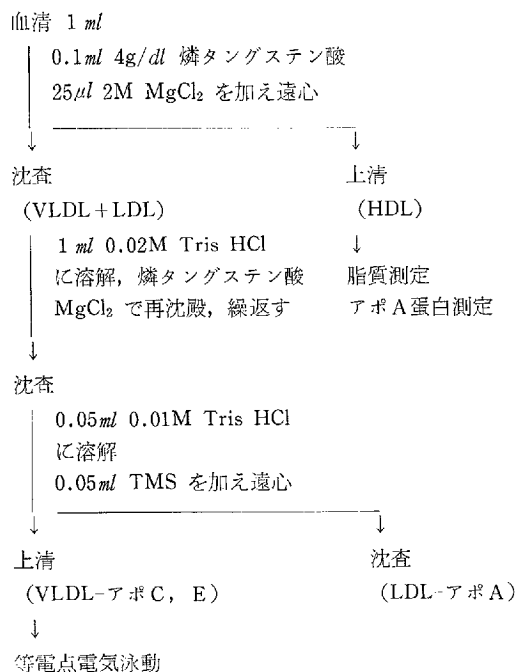 血清 1 ml
0.1ml 4g/dl 燐タングステン酸
25μl 2M MgCl₂ を加え遠心
沈査 上清
(VLDL+LDL) (HDL)
1 ml 0.02M Tris HCl
に溶解，燐タングステン酸 脂質測定
MgCl₂ で再沈殿，繰返す アポA蛋白測定
沈査
0.05ml 0.01M Tris HCl
に溶解
0.05ml TMS を加え遠心
上清 沈査
(VLDL-アポC，E) (LDL-アポA)
等電点電気泳動